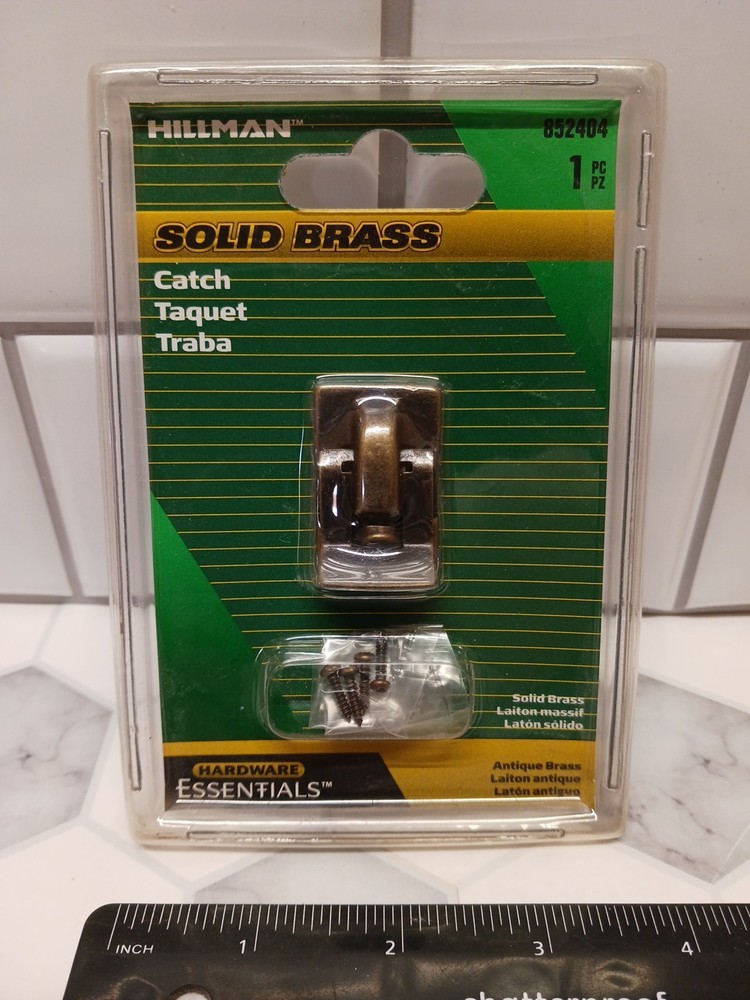 HILLMAN™
852404
1 PC
PZ
SOLID BRASS
Catch
Taquet
Traba
Solid Brass
Laiton massif
Latón sólido
HARDWARE
ESSENTIALS™
Antique Brass
Laiton antique
Latón antiguo
INCH 1 2 3 4
shatterproof